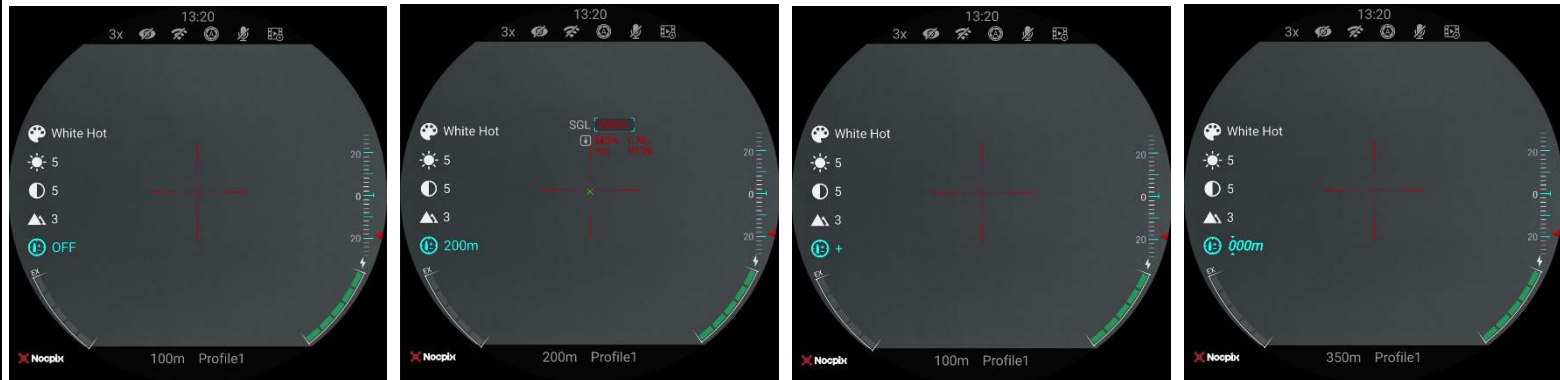 13:20
3x
White Hot
5
5
3
OFF
20
0
20
EX
Nocpix
100m Profile1
13:20
3x
SGL
White Hot
5
5
3
200m
20
0
20
EX
Nocpix
200m Profile1
13:20
3x
White Hot
5
5
3
+
20
0
20
EX
Nocpix
100m Profile1
13:20
3x
White Hot
5
5
3
000m
20
0
20
EX
Nocpix
350m Profile1